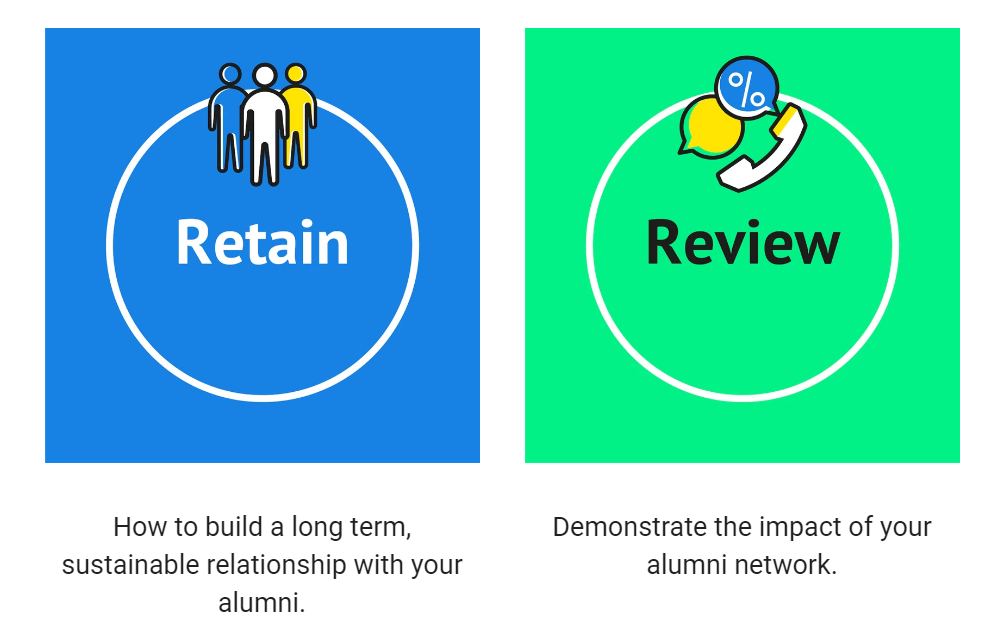 Retain
How to build a long term,
sustainable relationship with your
alumni.
%
Review
Demonstrate the impact of your
alumni network.